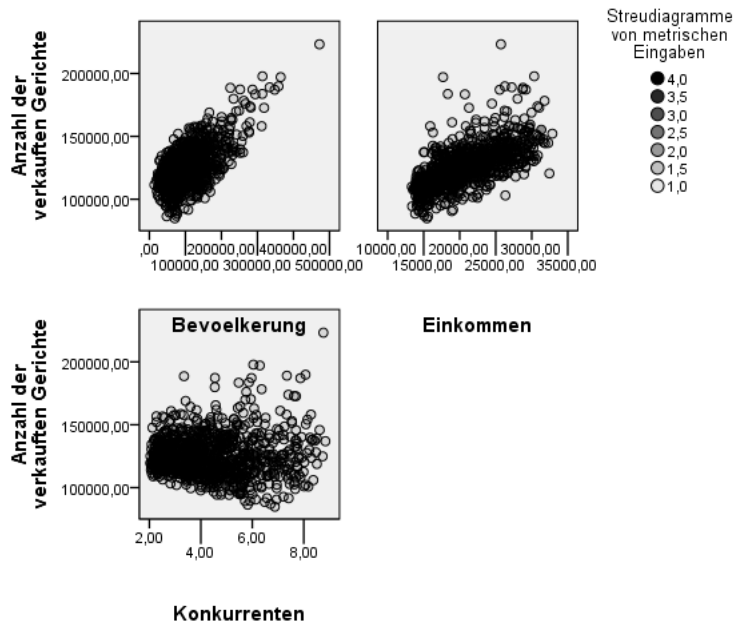 Streudiagramme
von metrischen
Eingaben
4,0
3,5
3,0
2,5
2,0
1,5
1,0
Anzahl der
verkauften Gerichte
200000,00
150000,00
100000,00
,00 200000,00 400000,00
100000,00 300000,00 500000,00
10000,00 20000,00 30000,00
15000,00 25000,00 35000,00
Bevoelkerung
Einkommen
Anzahl der
verkauften Gerichte
200000,00
150000,00
100000,00
2,00 6,00
4,00 8,00
Konkurrenten